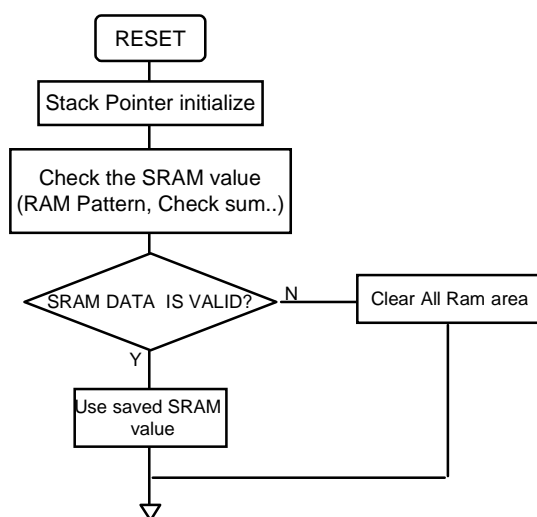 RESET
Stack Pointer initialize
Check the SRAM value
(RAM Pattern, Check sum..)
SRAM DATA IS VALID?
N
Clear All Ram area
Y
Use saved SRAM
value